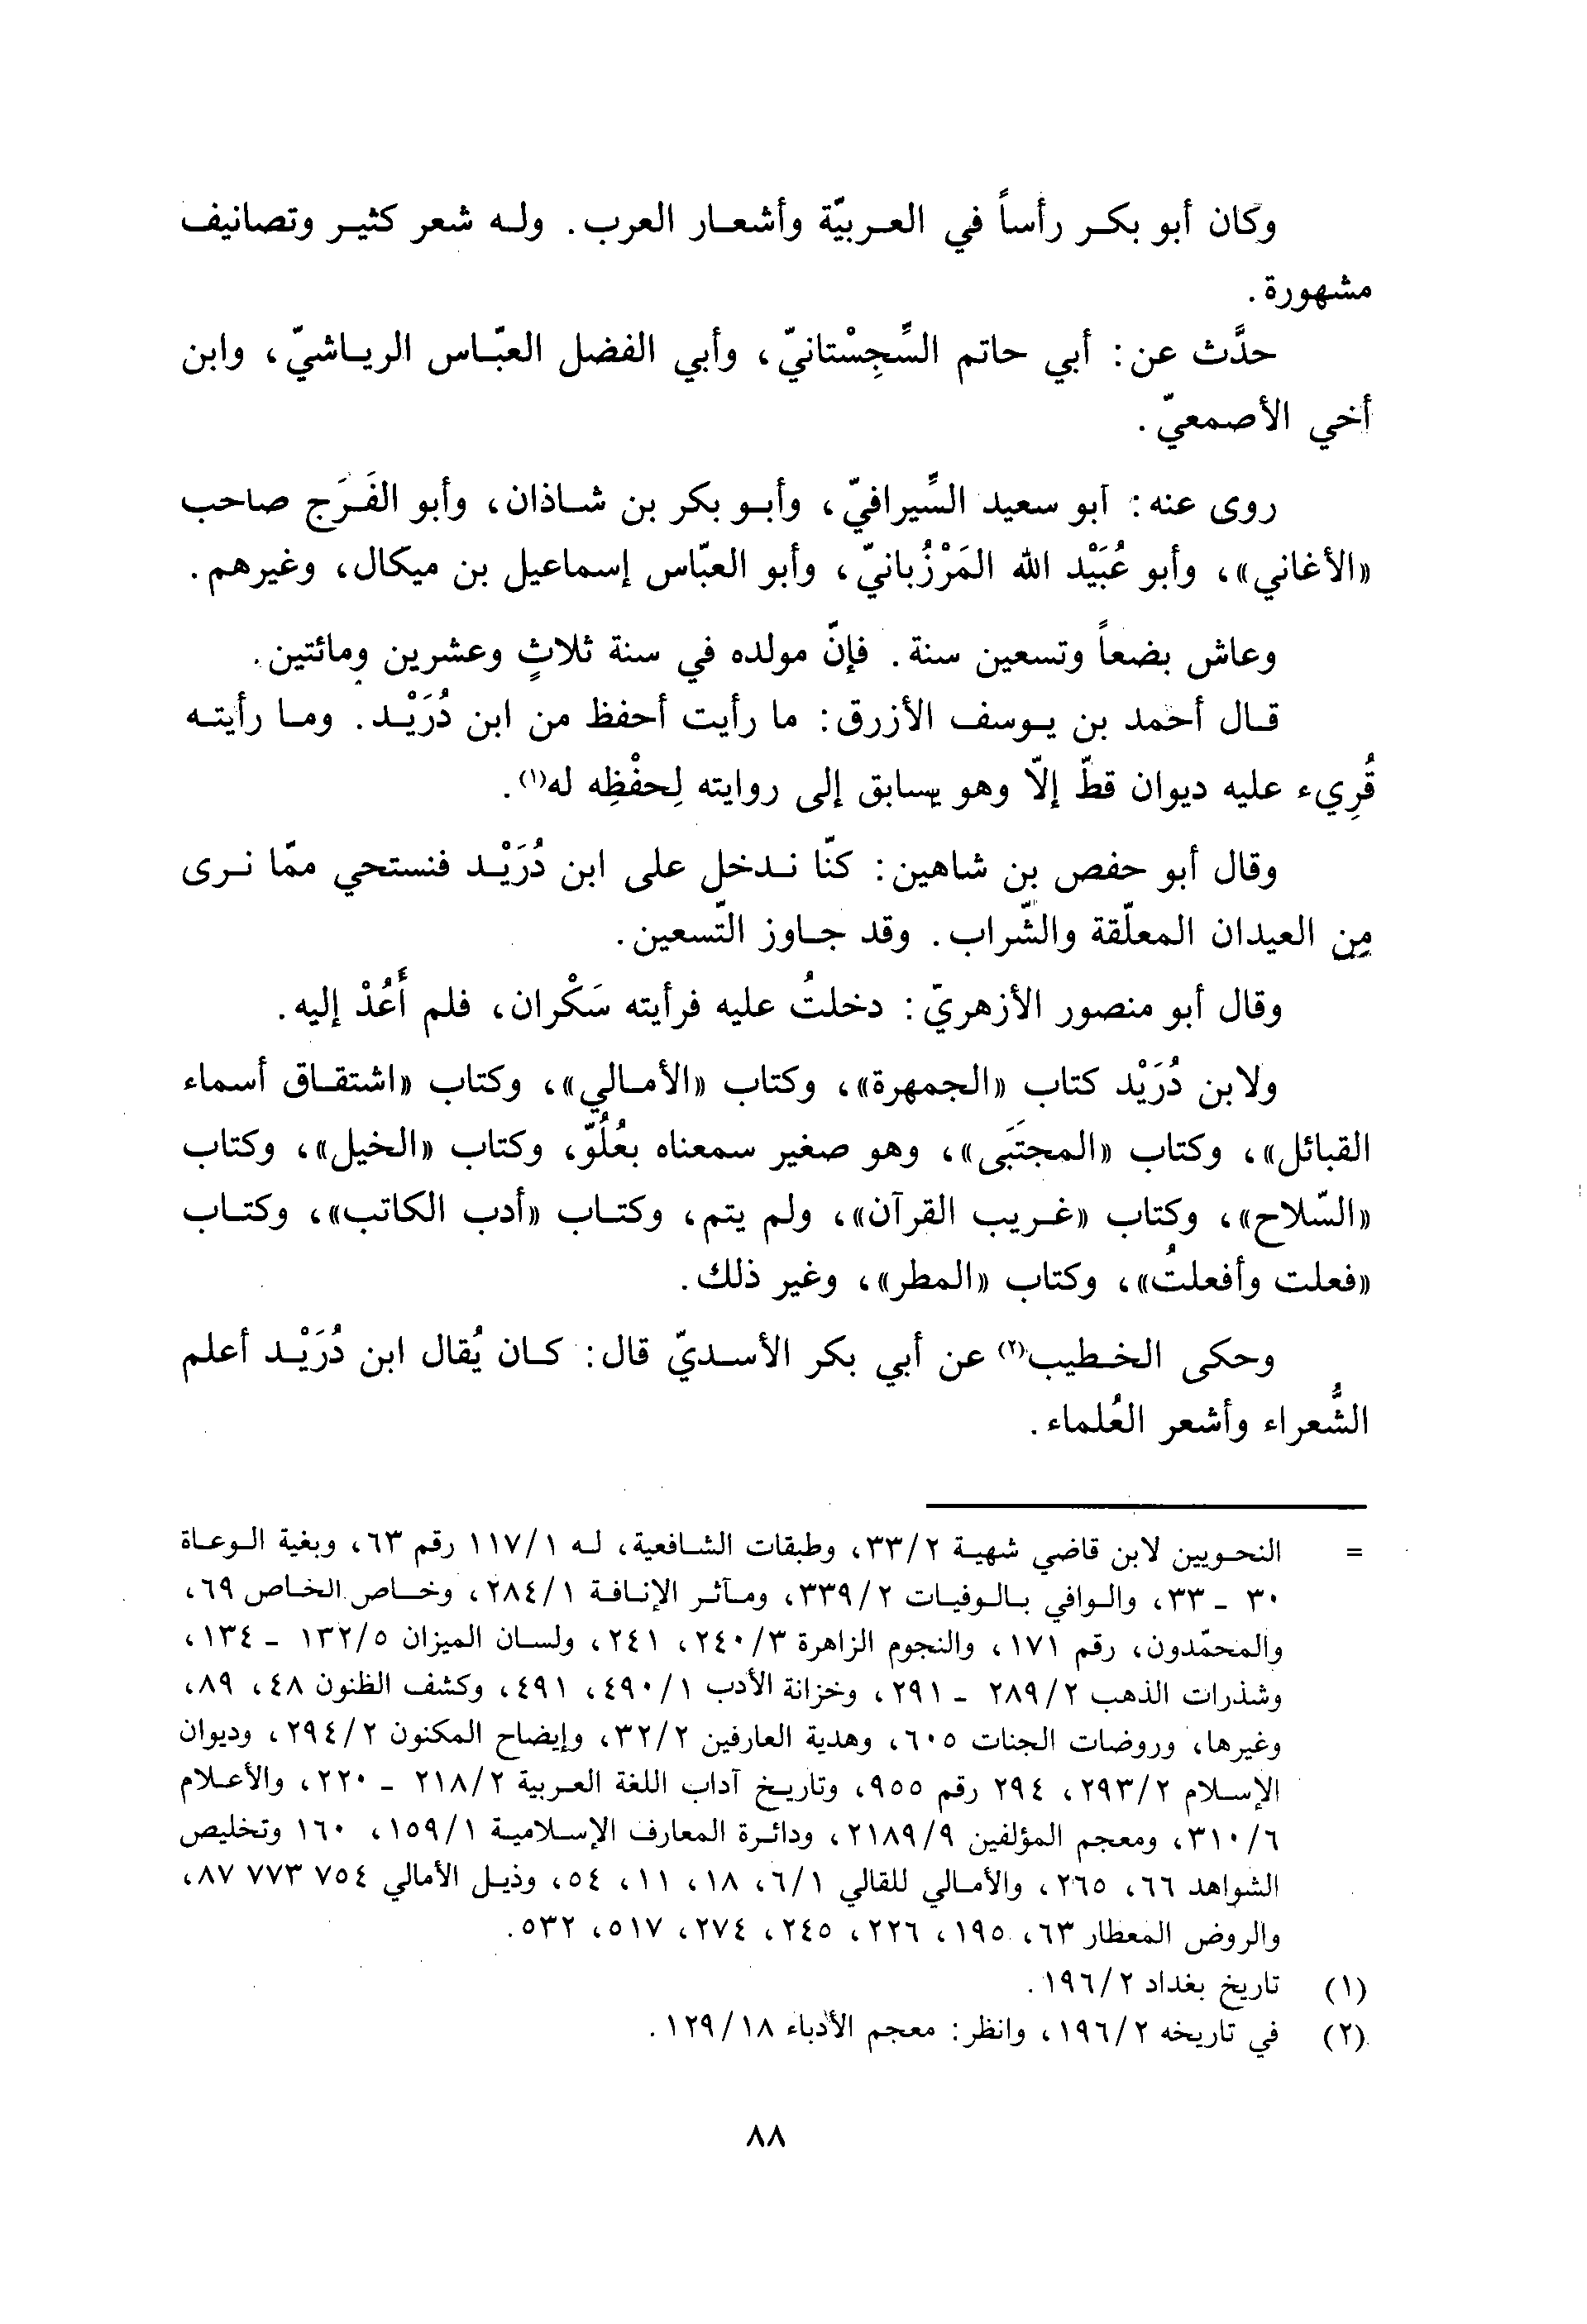 وكان أبو بكر رأساً في العربيّة وأشعار العرب. وله شعر كثير وتصانيف
مشهورة.
حدَّث عن: أبي حاتم السِّجِسْتانيّ، وأبي الفضل العبّاس الرياشيّ، وابن
أخي الأصمعيّ.
روى عنه: أبو سعيد السِّيرافيّ، وأبو بكر بن شاذان، وأبو الفَرَج صاحب
«الأغاني»، وأبو عُبَيْد الله المَرْزُبانيّ، وأبو العبّاس إسماعيل بن ميكال، وغيرهم.
وعاش بضعاً وتسعين سنة. فإنّ مولده في سنة ثلاثٍ وعشرين ومائتين.
قال أحمد بن يوسف الأزرق: ما رأيت أحفظ من ابن دُرَيْد. وما رأيته
قُرِيء عليه ديوان قطّ إلّا وهو يسابق إلى روايته لِحفْظِه له(١).
وقال أبو حفص بن شاهين: كنّا ندخل على ابن دُرَيْد فنستحي ممّا نرى
مِن العيدان المعلّقة والشّراب. وقد جاوز التّسعين.
وقال أبو منصور الأزهريّ: دخلتُ عليه فرأيته سَكْران، فلم أَعُدْ إليه.
ولابن دُرَيْد كتاب «الجمهرة»، وكتاب «الأمالي»، وكتاب «اشتقاق أسماء
القبائل»، وكتاب «المجتَبَى»، وهو صغير سمعناه بعُلُوّ، وكتاب «الخيل»، وكتاب
«السّلاح»، وكتاب «غريب القرآن»، ولم يتم، وكتاب «أدب الكاتب»، وكتاب
«فعلت وأفعلتُ»، وكتاب «المطر»، وغير ذلك.
وحكى الخطيب(٢) عن أبي بكر الأسديّ قال: كان يُقال ابن دُرَيْد أعلم
الشُّعراء وأشعر العُلماء.
= النحويين لابن قاضي شهبة ٣٣/٢، وطبقات الشافعية، له ١١٧/١ رقم ٦٣، وبغية الوعاة
٣٠ - ٣٣، والوافي بالوفيات ٣٣٩/٢، ومآثر الإنافة ٢٨٤/١، وخاص الخاص ٦٩،
والمحمّدون، رقم ١٧١، والنجوم الزاهرة ٢٤٠/٣، ٢٤١، ولسان الميزان ١٣٢/٥ - ١٣٤،
وشذرات الذهب ٢٨٩/٢ - ٢٩١، وخزانة الأدب ٤٩٠/١، ٤٩١، وكشف الظنون ٤٨، ٨٩،
وغيرها، وروضات الجنات ٦٠٥، وهدية العارفين ٣٢/٢، وإيضاح المكنون ٢٩٤/٢، وديوان
الإسلام ٢٩٣/٢، ٢٩٤ رقم ٩٥٥، وتاريخ آداب اللغة العربية ٢١٨/٢ - ٢٢٠، والأعلام
٣١٠/٦، ومعجم المؤلفين ٢١٨٩/٩، ودائرة المعارف الإسلامية ١٥٩/١، ١٦٠ وتخليص
الشواهد ٦٦، ٢٦٥، والأمالي للقالي ٦/١، ١٨، ١١، ٥٤، وذيل الأمالي ٧٥٤ ٧٧٣ ٨٧،
والروض المعطار ٦٣، ١٩٥، ٢٢٦، ٢٤٥، ٢٧٤، ٥١٧، ٥٣٢.
(١) تاريخ بغداد ١٩٦/٢.
(٢) في تاريخه ١٩٦/٢، وانظر: معجم الأدباء ١٢٩/١٨.
٨٨